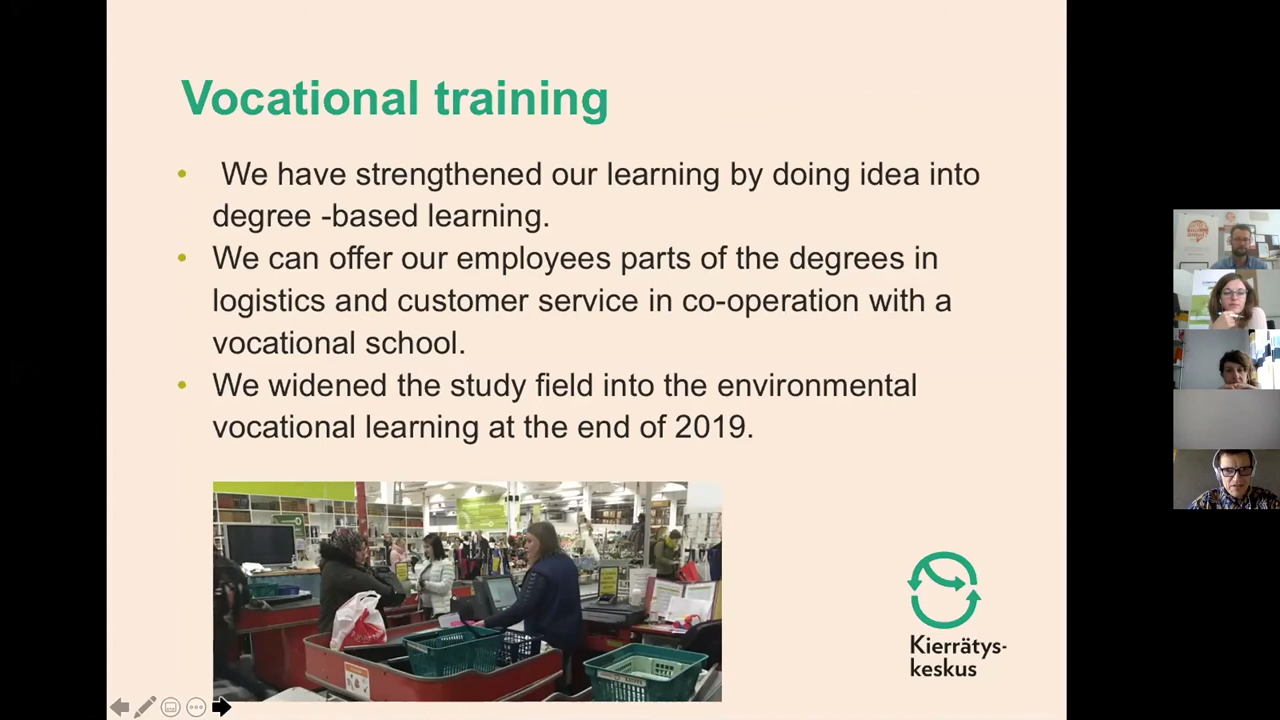 Vocational training
• We have strengthened our learning by doing idea into
degree -based learning.
• We can offer our employees parts of the degrees in
logistics and customer service in co-operation with a
vocational school.
• We widened the study field into the environmental
vocational learning at the end of 2019.
Kierrätys-
keskus